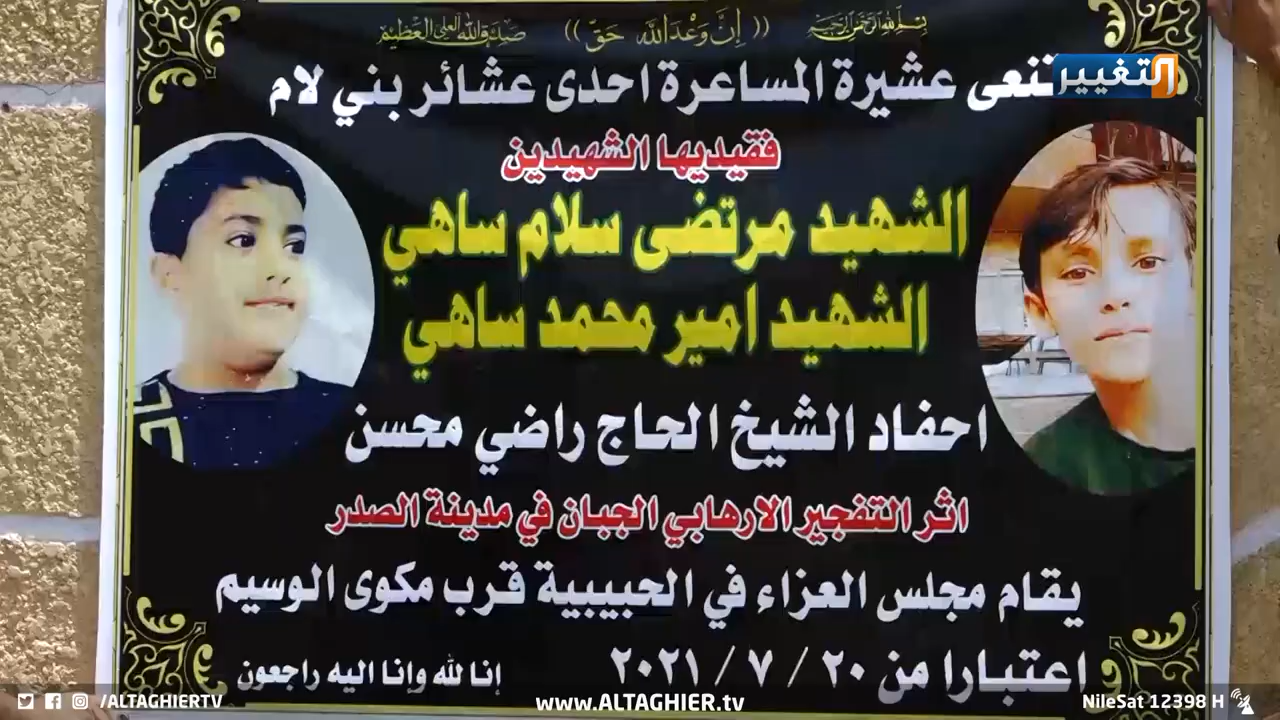 بسم الله الرحمن الرحيم (( إن وعد الله حق )) صدق الله العلي العظيم
تنعى عشيرة المساعرة احدى عشائر بني لام
التغيير
فقيديها الشهيدين
الشهيد مرتضى سلام ساهي
الشهيد امير محمد ساهي
احفاد الشيخ الحاج راضي محسن
اثر التفجير الارهابي الجبان في مدينة الصدر
يقام مجلس العزاء في الحبيبية قرب مكوى الوسيم
اعتبارا من ٢٠ / ٧ / ٢٠٢١ انا لله وانا اليه راجعون
/ALTAGHIERTV www.ALTAGHIER.tv NileSat 12398 H